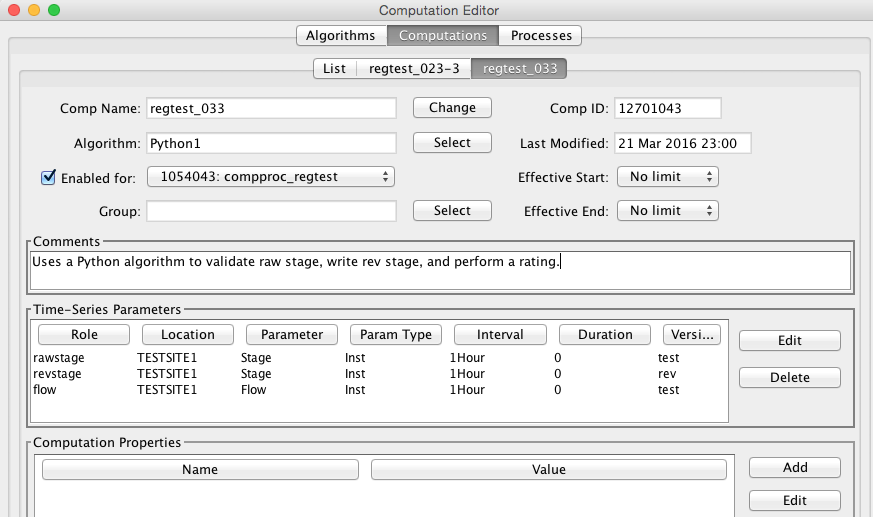 Computation Editor
Algorithms Computations Processes
List regtest_023-3 regtest_033
Comp Name: regtest_033 Change Comp ID: 12701043
Algorithm: Python1 Select Last Modified: 21 Mar 2016 23:00
Enabled for: 1054043: compproc_regtest Effective Start: No limit
Group: Select Effective End: No limit
Comments
Uses a Python algorithm to validate raw stage, write rev stage, and perform a rating.
Time-Series Parameters
Role Location Parameter Param Type Interval Duration Versi... Edit
rawstage TESTSITE1 Stage Inst 1Hour 0 test
revstage TESTSITE1 Stage Inst 1Hour 0 rev Delete
flow TESTSITE1 Flow Inst 1Hour 0 test
Computation Properties
Name Value Add
Edit